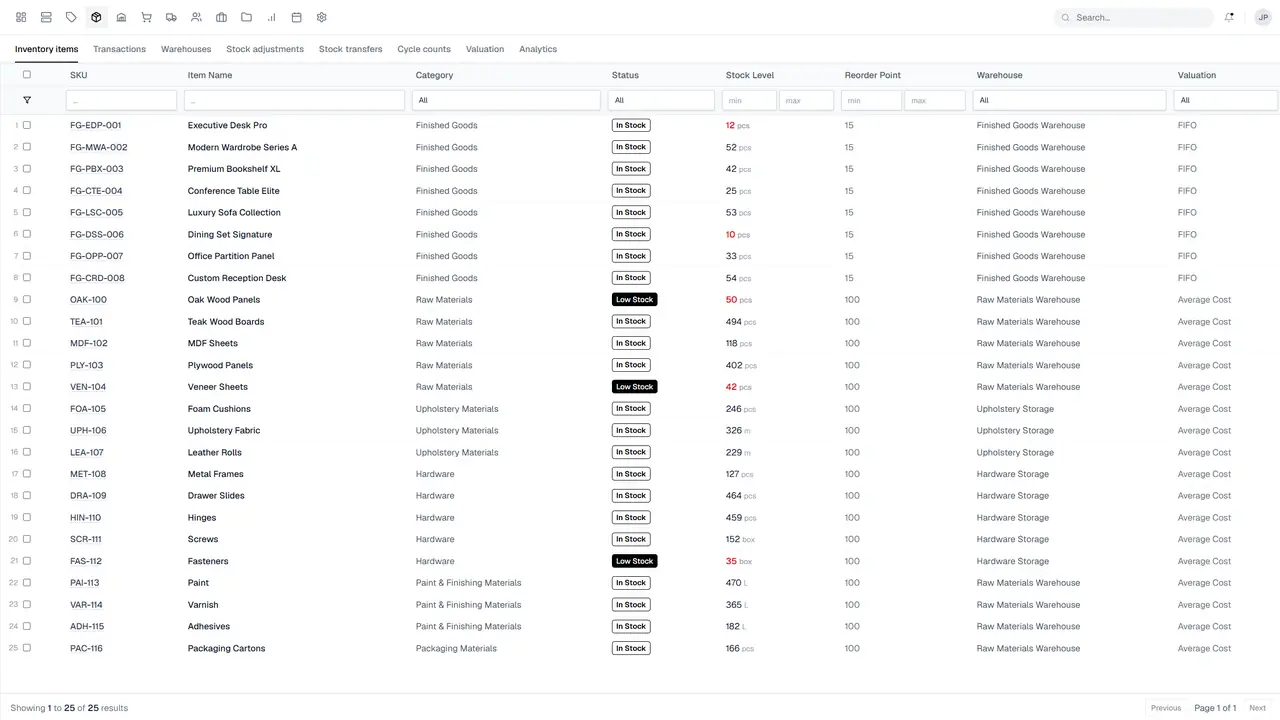 Search...
JP
Inventory items Transactions Warehouses Stock adjustments Stock transfers Cycle counts Valuation Analytics
SKU Item Name Category Status Stock Level Reorder Point Warehouse Valuation
... ... All All min max min max All All
1 FG-EDP-001 Executive Desk Pro Finished Goods In Stock 12 pcs 15 Finished Goods Warehouse FIFO
2 FG-MWA-002 Modern Wardrobe Series A Finished Goods In Stock 52 pcs 15 Finished Goods Warehouse FIFO
3 FG-PBX-003 Premium Bookshelf XL Finished Goods In Stock 42 pcs 15 Finished Goods Warehouse FIFO
4 FG-CTE-004 Conference Table Elite Finished Goods In Stock 25 pcs 15 Finished Goods Warehouse FIFO
5 FG-LSC-005 Luxury Sofa Collection Finished Goods In Stock 53 pcs 15 Finished Goods Warehouse FIFO
6 FG-DSS-006 Dining Set Signature Finished Goods In Stock 10 pcs 15 Finished Goods Warehouse FIFO
7 FG-OPP-007 Office Partition Panel Finished Goods In Stock 33 pcs 15 Finished Goods Warehouse FIFO
8 FG-CRD-008 Custom Reception Desk Finished Goods In Stock 54 pcs 15 Finished Goods Warehouse FIFO
9 OAK-100 Oak Wood Panels Raw Materials Low Stock 50 pcs 100 Raw Materials Warehouse Average Cost
10 TEA-101 Teak Wood Boards Raw Materials In Stock 494 pcs 100 Raw Materials Warehouse Average Cost
11 MDF-102 MDF Sheets Raw Materials In Stock 118 pcs 100 Raw Materials Warehouse Average Cost
12 PLY-103 Plywood Panels Raw Materials In Stock 402 pcs 100 Raw Materials Warehouse Average Cost
13 VEN-104 Veneer Sheets Raw Materials Low Stock 42 pcs 100 Raw Materials Warehouse Average Cost
14 FOA-105 Foam Cushions Upholstery Materials In Stock 246 pcs 100 Upholstery Storage Average Cost
15 UPH-106 Upholstery Fabric Upholstery Materials In Stock 326 m 100 Upholstery Storage Average Cost
16 LEA-107 Leather Rolls Upholstery Materials In Stock 229 m 100 Upholstery Storage Average Cost
17 MET-108 Metal Frames Hardware In Stock 127 pcs 100 Hardware Storage Average Cost
18 DRA-109 Drawer Slides Hardware In Stock 464 pcs 100 Hardware Storage Average Cost
19 HIN-110 Hinges Hardware In Stock 459 pcs 100 Hardware Storage Average Cost
20 SCR-111 Screws Hardware In Stock 152 box 100 Hardware Storage Average Cost
21 FAS-112 Fasteners Hardware Low Stock 35 box 100 Hardware Storage Average Cost
22 PAI-113 Paint Paint & Finishing Materials In Stock 470 L 100 Raw Materials Warehouse Average Cost
23 VAR-114 Varnish Paint & Finishing Materials In Stock 365 L 100 Raw Materials Warehouse Average Cost
24 ADH-115 Adhesives Paint & Finishing Materials In Stock 182 L 100 Raw Materials Warehouse Average Cost
25 PAC-116 Packaging Cartons Packaging Materials In Stock 166 pcs 100 Raw Materials Warehouse Average Cost
Showing 1 to 25 of 25 results Previous Page 1 of 1 Next